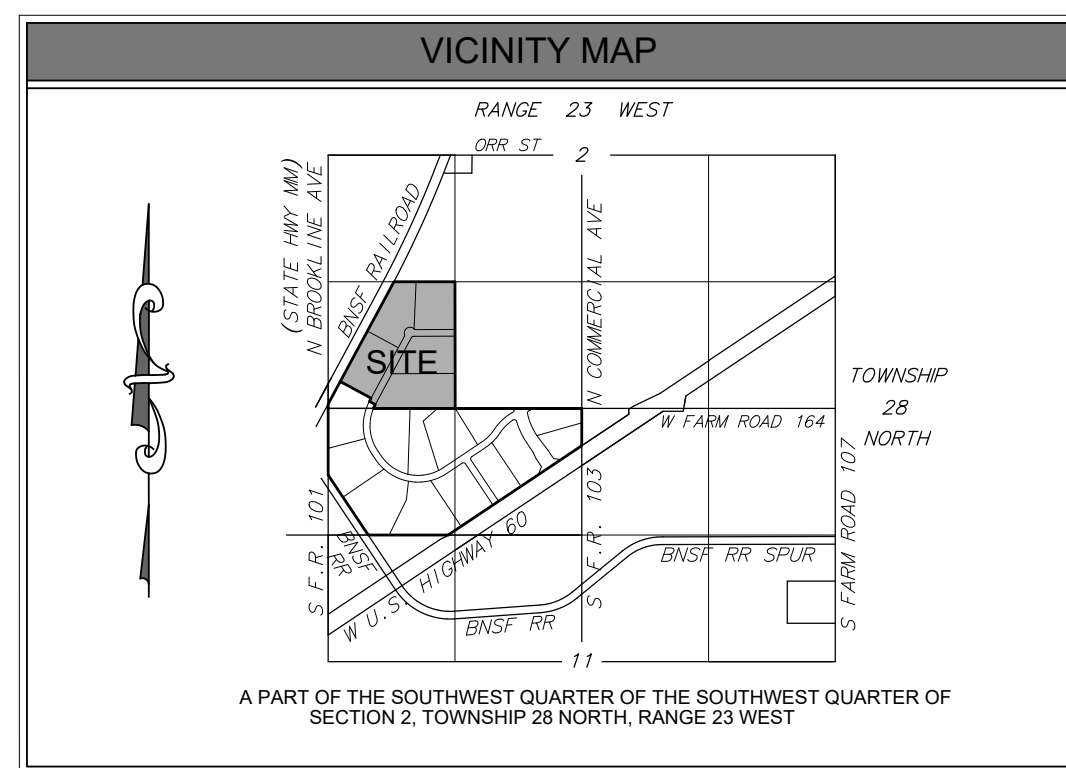 VICINITY MAP
RANGE 23 WEST
ORR ST
2
(STATE HWY MM)
N BROOKLINE AVE
BNSF RAILROAD
N COMMERCIAL AVE
SITE
TOWNSHIP
28
NORTH
W FARM ROAD 164
S F.R. 101
BNSF
RR
W U.S. HIGHWAY 60
S F.R. 103
BNSF RR SPUR
S FARM ROAD 107
BNSF RR
11
A PART OF THE SOUTHWEST QUARTER OF THE SOUTHWEST QUARTER OF
SECTION 2, TOWNSHIP 28 NORTH, RANGE 23 WEST